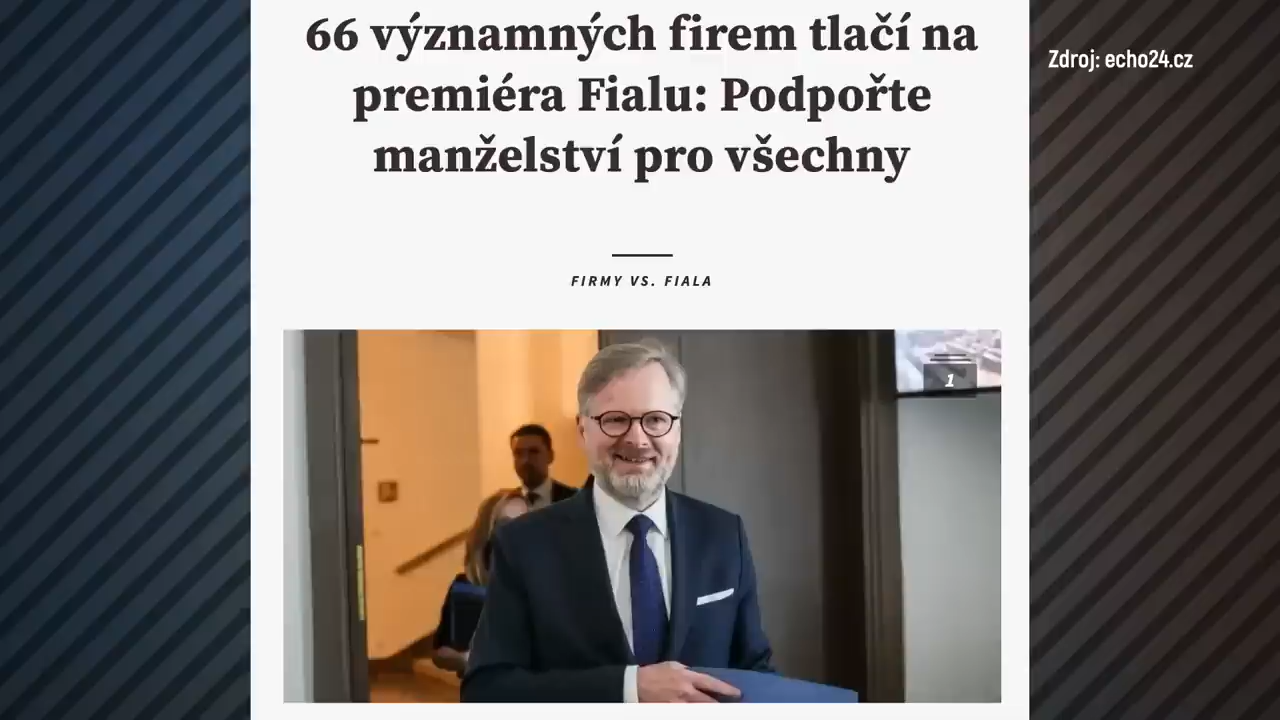 66 významných firem tlačí na
premiéra Fialu: Podpořte
manželství pro všechny
Zdroj: echo24.cz
FIRMY VS. FIALA
1